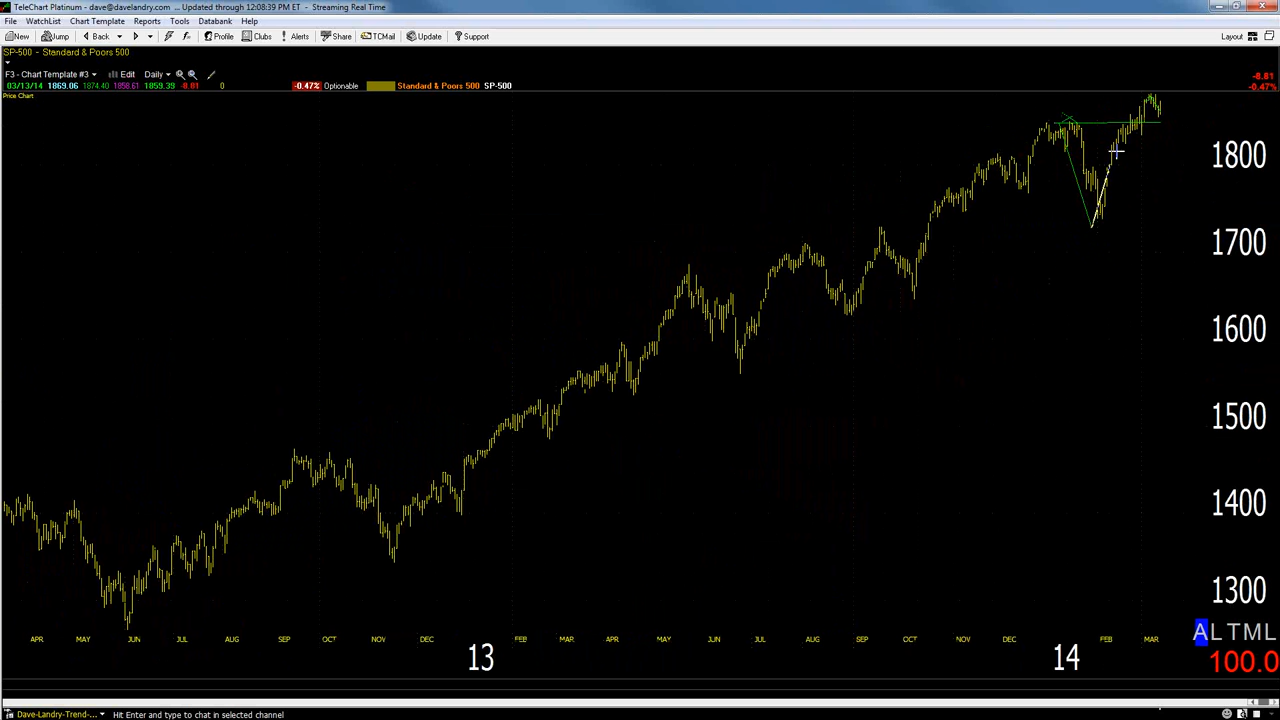 TeleChart Platinum - dave@davelandry.com ... Updated through 12:08:39 PM ET - Streaming Real Time
File WatchList Chart Template Reports Tools Databank Help
New Jump Back Profile Clubs Alerts Share TCMail Update Support Layout
SP-500 - Standard & Poors 500
F3 - Chart Template #3 Edit Daily
03/13/14 1869.06 1874.40 1858.61 1859.39 -8.81 0 -0.47% Optionable Standard & Poors 500 SP-500
-8.81
-0.47%
Price Chart
1800
1700
1600
1500
1400
1300
ALTML
100.0
APR MAY JUN JUL AUG SEP OCT NOV DEC FEB MAR APR MAY JUN JUL AUG SEP OCT NOV DEC FEB MAR
13 14
Dave-Landry-Trend-... Hit Enter and type to chat in selected channel